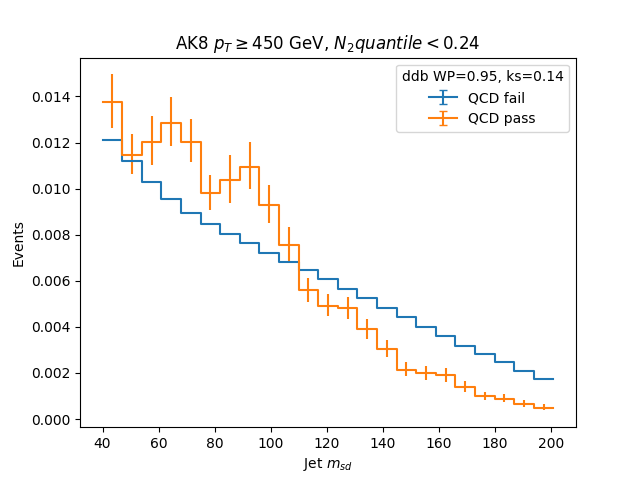 AK8 $p_T \geq 450$ GeV, $N_2quantile < 0.24$
ddb WP=0.95, ks=0.14
QCD fail
QCD pass
Events
0.014
0.012
0.010
0.008
0.006
0.004
0.002
0.000
40 60 80 100 120 140 160 180 200
Jet $m_{sd}$